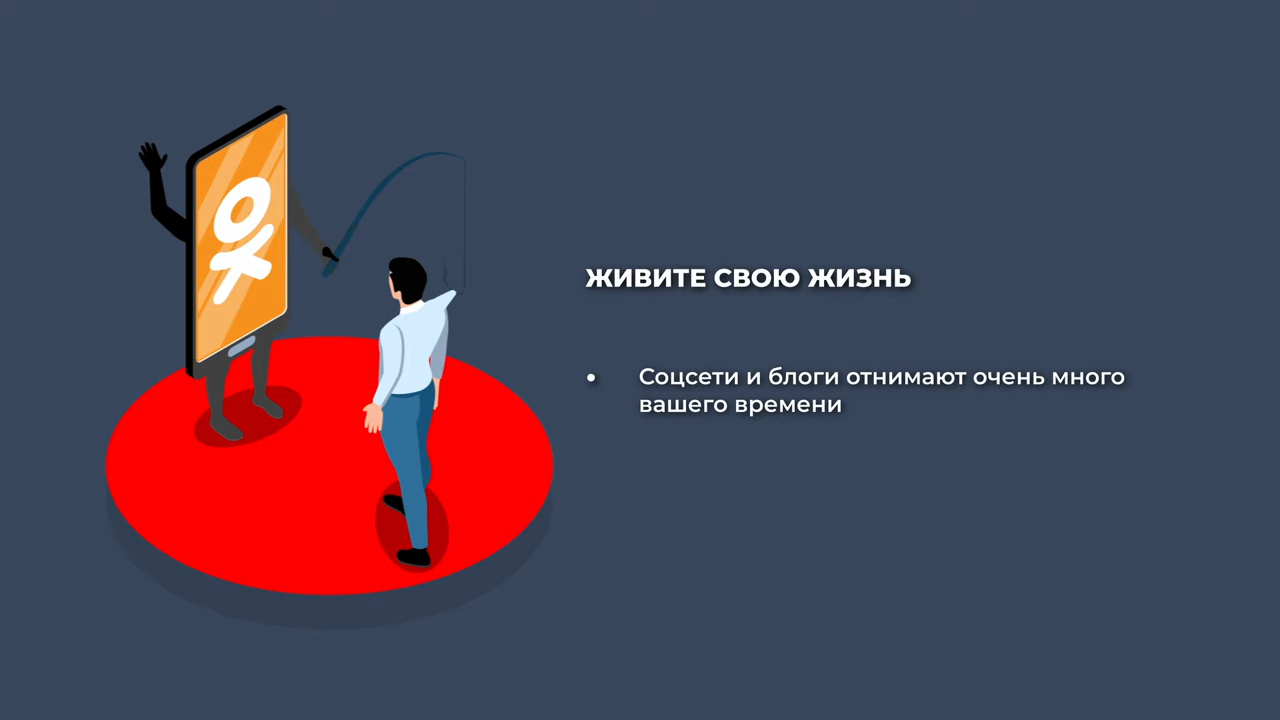 ЖИВИТЕ СВОЮ ЖИЗНЬ
• Соцсети и блоги отнимают очень много
вашего времени